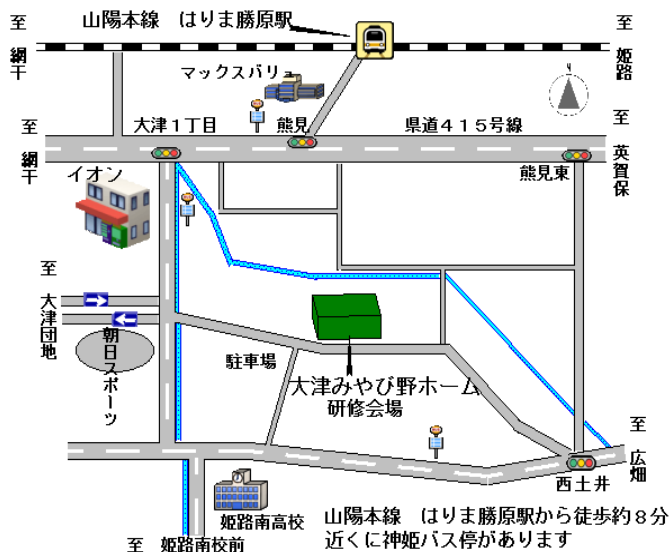 山陽本線 はりま勝原駅
至 網干
至 姫路
マックスバリュ
大津１丁目
熊見
県道４１５号線
至 網干
至 英賀保
熊見東
イオン
至 大津団地
朝日スポーツ
駐車場
大津みやび野ホーム
研修会場
至 広畑
西土井
姫路南高校
至 姫路南校前
山陽本線 はりま勝原駅から徒歩約８分
近くに神姫バス停があります